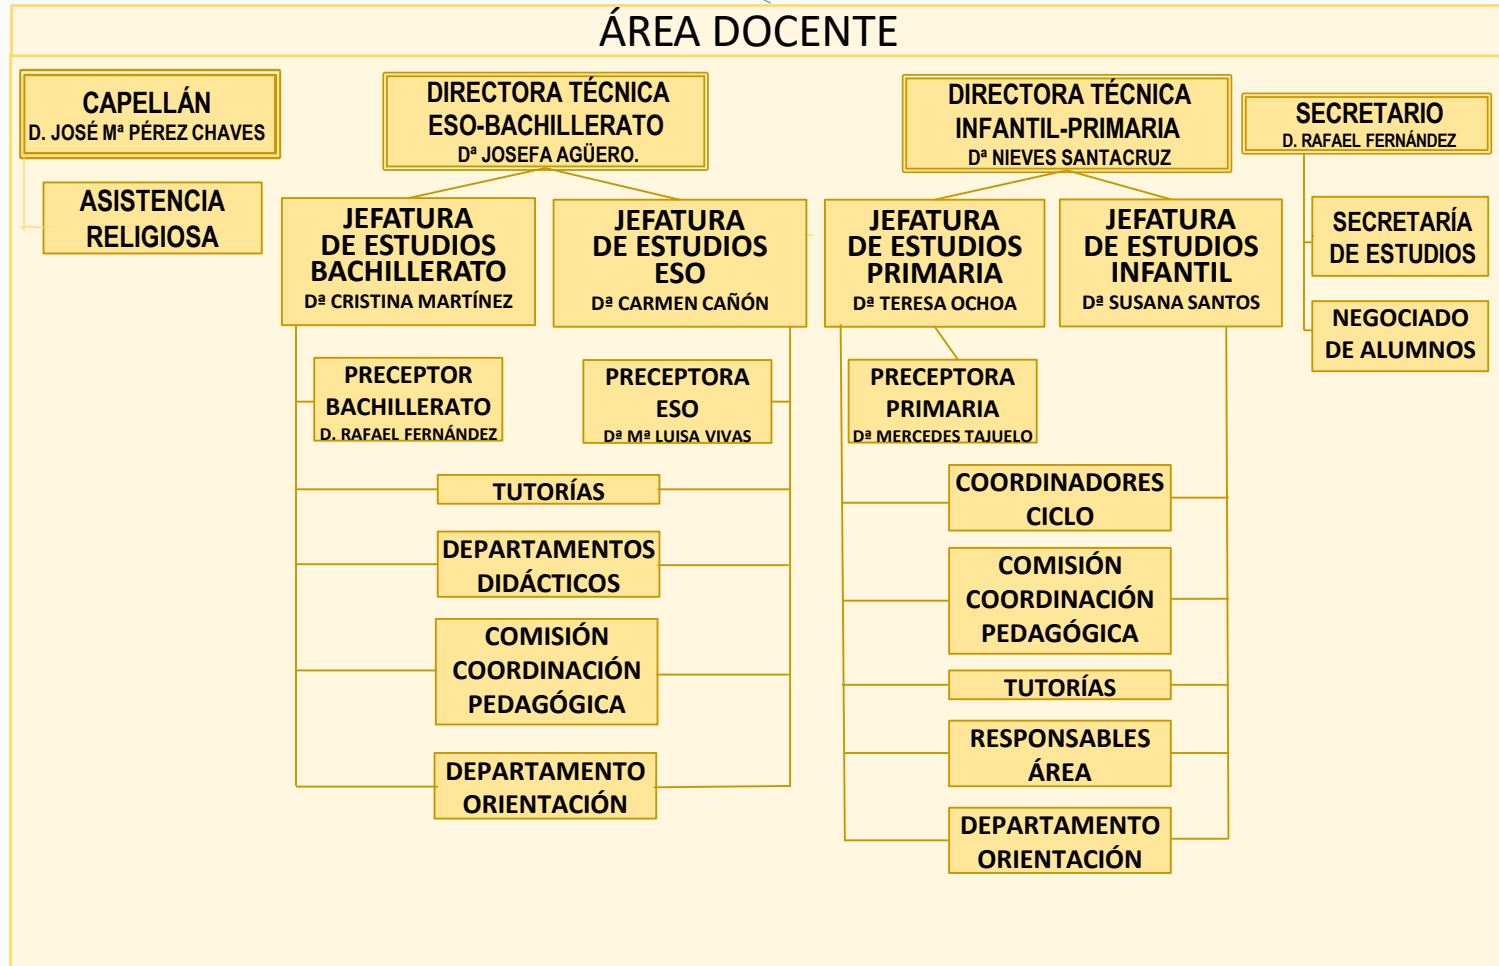 ÁREA DOCENTE
CAPELLÁN
D. JOSÉ Mª PÉREZ CHAVES
ASISTENCIA
RELIGIOSA
DIRECTORA TÉCNICA
ESO-BACHILLERATO
Dª JOSEFA AGÜERO.
JEFATURA
DE ESTUDIOS
BACHILLERATO
Dª CRISTINA MARTÍNEZ
JEFATURA
DE ESTUDIOS
ESO
Dª CARMEN CAÑÓN
PRECEPTOR
BACHILLERATO
D. RAFAEL FERNÁNDEZ
PRECEPTORA
ESO
Dª Mª LUISA VIVAS
TUTORÍAS
DEPARTAMENTOS
DIDÁCTICOS
COMISIÓN
COORDINACIÓN
PEDAGÓGICA
DEPARTAMENTO
ORIENTACIÓN
DIRECTORA TÉCNICA
INFANTIL-PRIMARIA
Dª NIEVES SANTACRUZ
JEFATURA
DE ESTUDIOS
PRIMARIA
Dª TERESA OCHOA
JEFATURA
DE ESTUDIOS
INFANTIL
Dª SUSANA SANTOS
PRECEPTORA
PRIMARIA
Dª MERCEDES TAJUELO
COORDINADORES
CICLO
COMISIÓN
COORDINACIÓN
PEDAGÓGICA
TUTORÍAS
RESPONSABLES
ÁREA
DEPARTAMENTO
ORIENTACIÓN
SECRETARIO
D. RAFAEL FERNÁNDEZ
SECRETARÍA
DE ESTUDIOS
NEGOCIADO
DE ALUMNOS